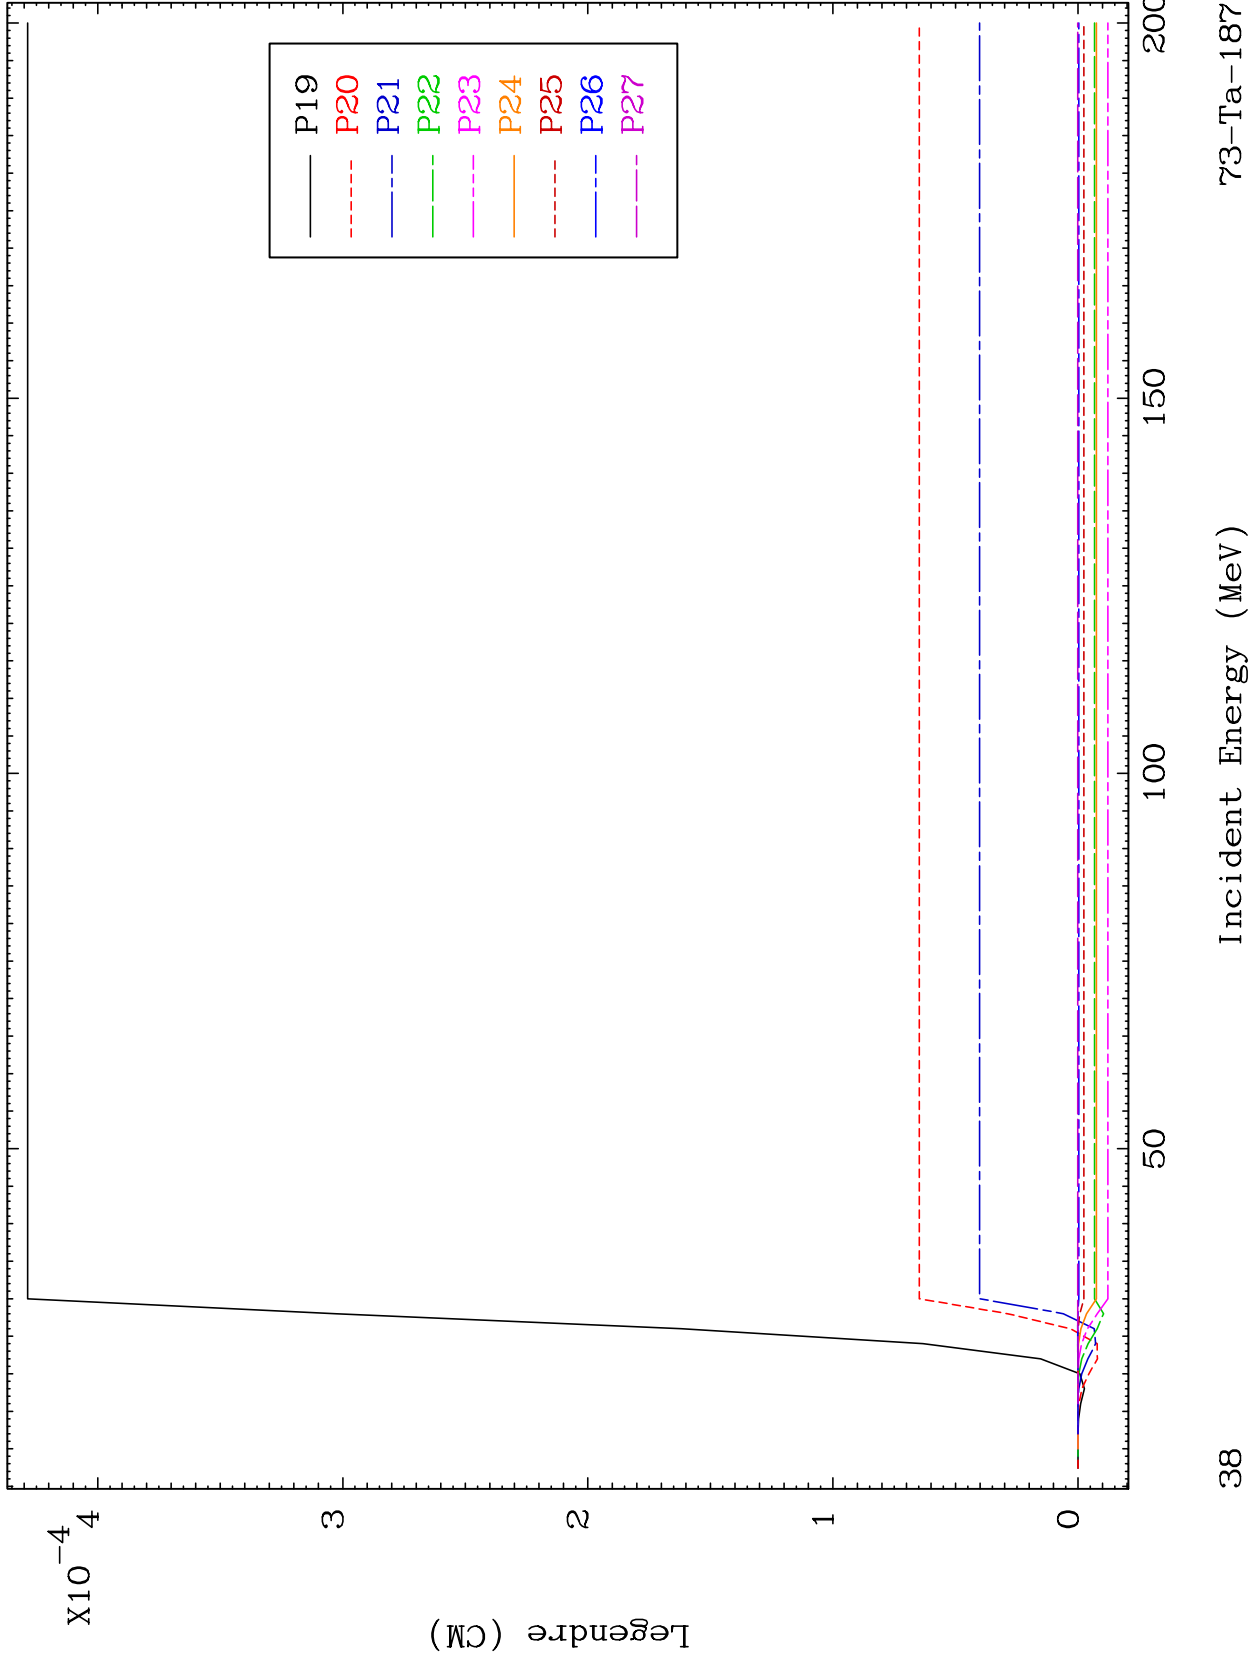 X10-4
4
3
2
1
0
Legendre (CM)
P19
P20
P21
P22
P23
P24
P25
P26
P27
50
100
150
200
Incident Energy (MeV)
38
73-Ta-187